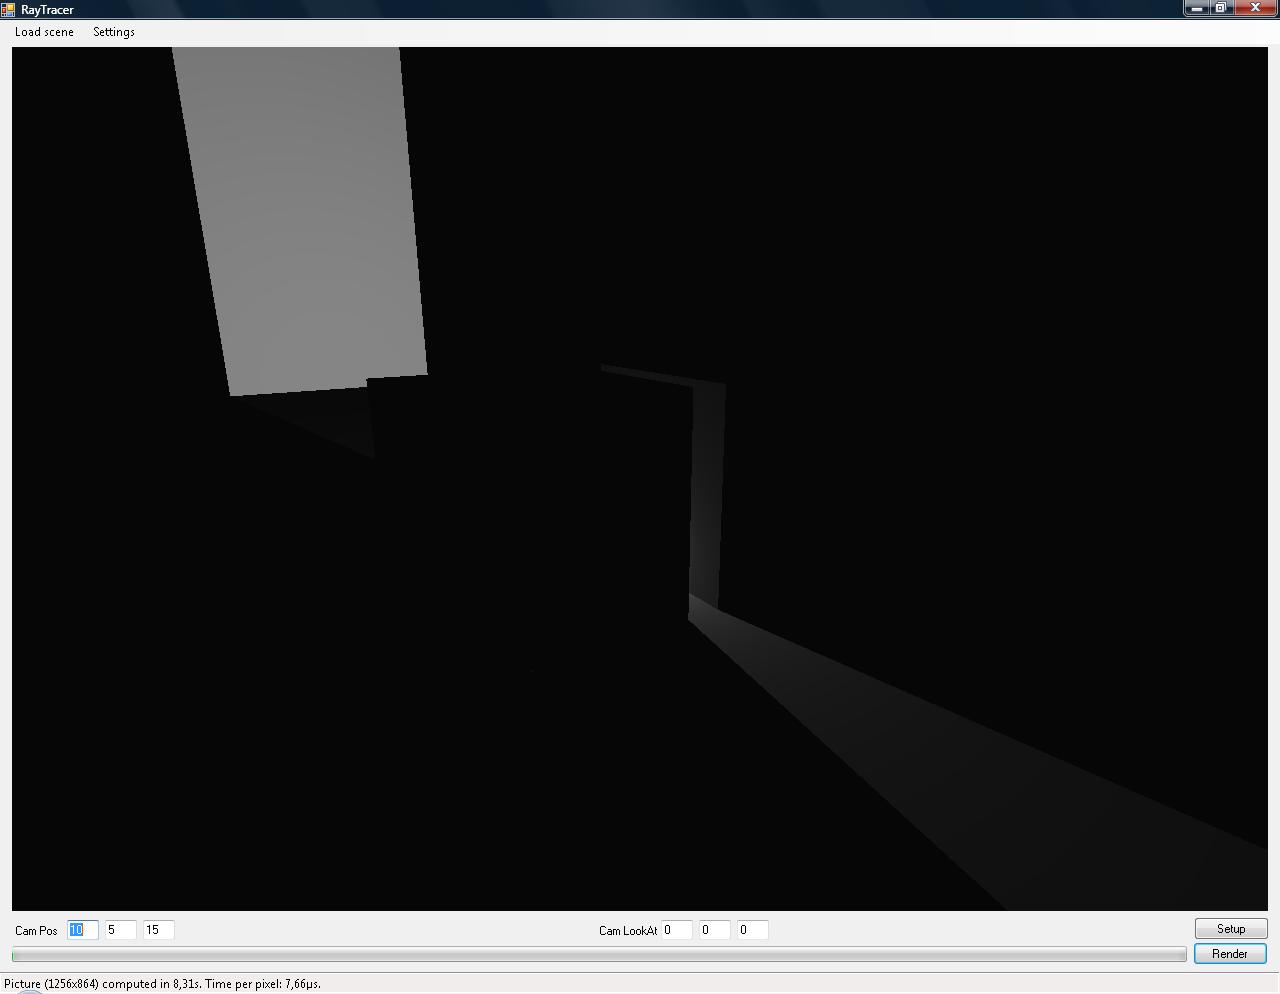 RayTracer
Load scene Settings
Cam Pos 10 5 15 Cam LookAt 0 0 0 Setup
Render
Picture (1256x864) computed in 8,31s. Time per pixel: 7,66µs.